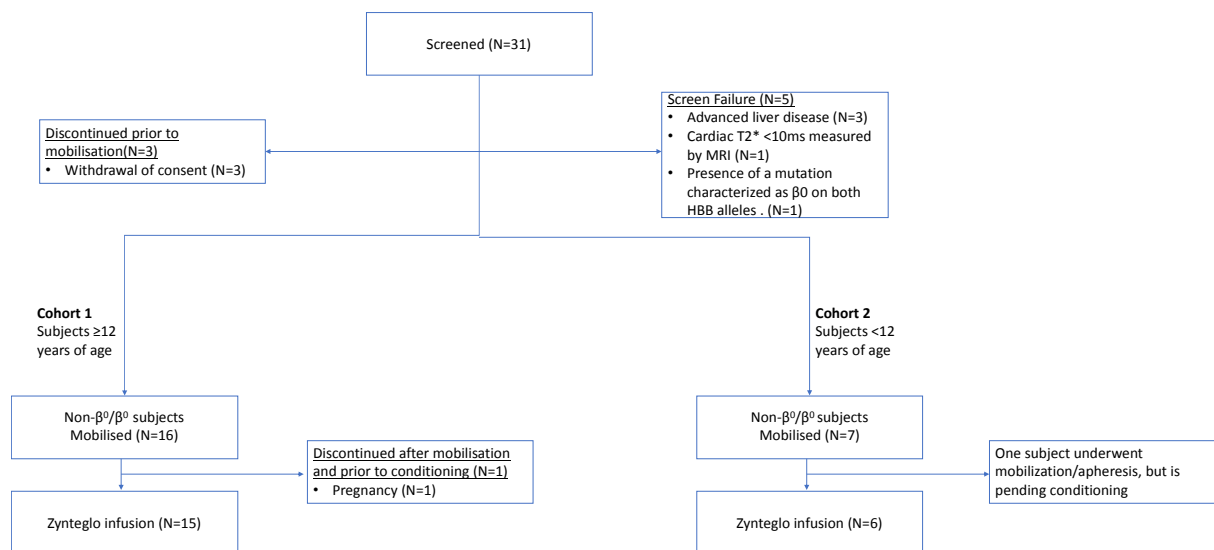 Screened (N=31)
Discontinued prior to
mobilisation(N=3)
• Withdrawal of consent (N=3)
Screen Failure (N=5)
• Advanced liver disease (N=3)
• Cardiac T2* <10ms measured
by MRI (N=1)
• Presence of a mutation
characterized as β0 on both
HBB alleles . (N=1)
Cohort 1
Subjects ≥12
years of age
Cohort 2
Subjects <12
years of age
Non-β⁰/β⁰ subjects
Mobilised (N=16)
Discontinued after mobilisation
and prior to conditioning (N=1)
• Pregnancy (N=1)
Zynteglo infusion (N=15)
Non-β⁰/β⁰ subjects
Mobilised (N=7)
One subject underwent
mobilization/apheresis, but is
pending conditioning
Zynteglo infusion (N=6)